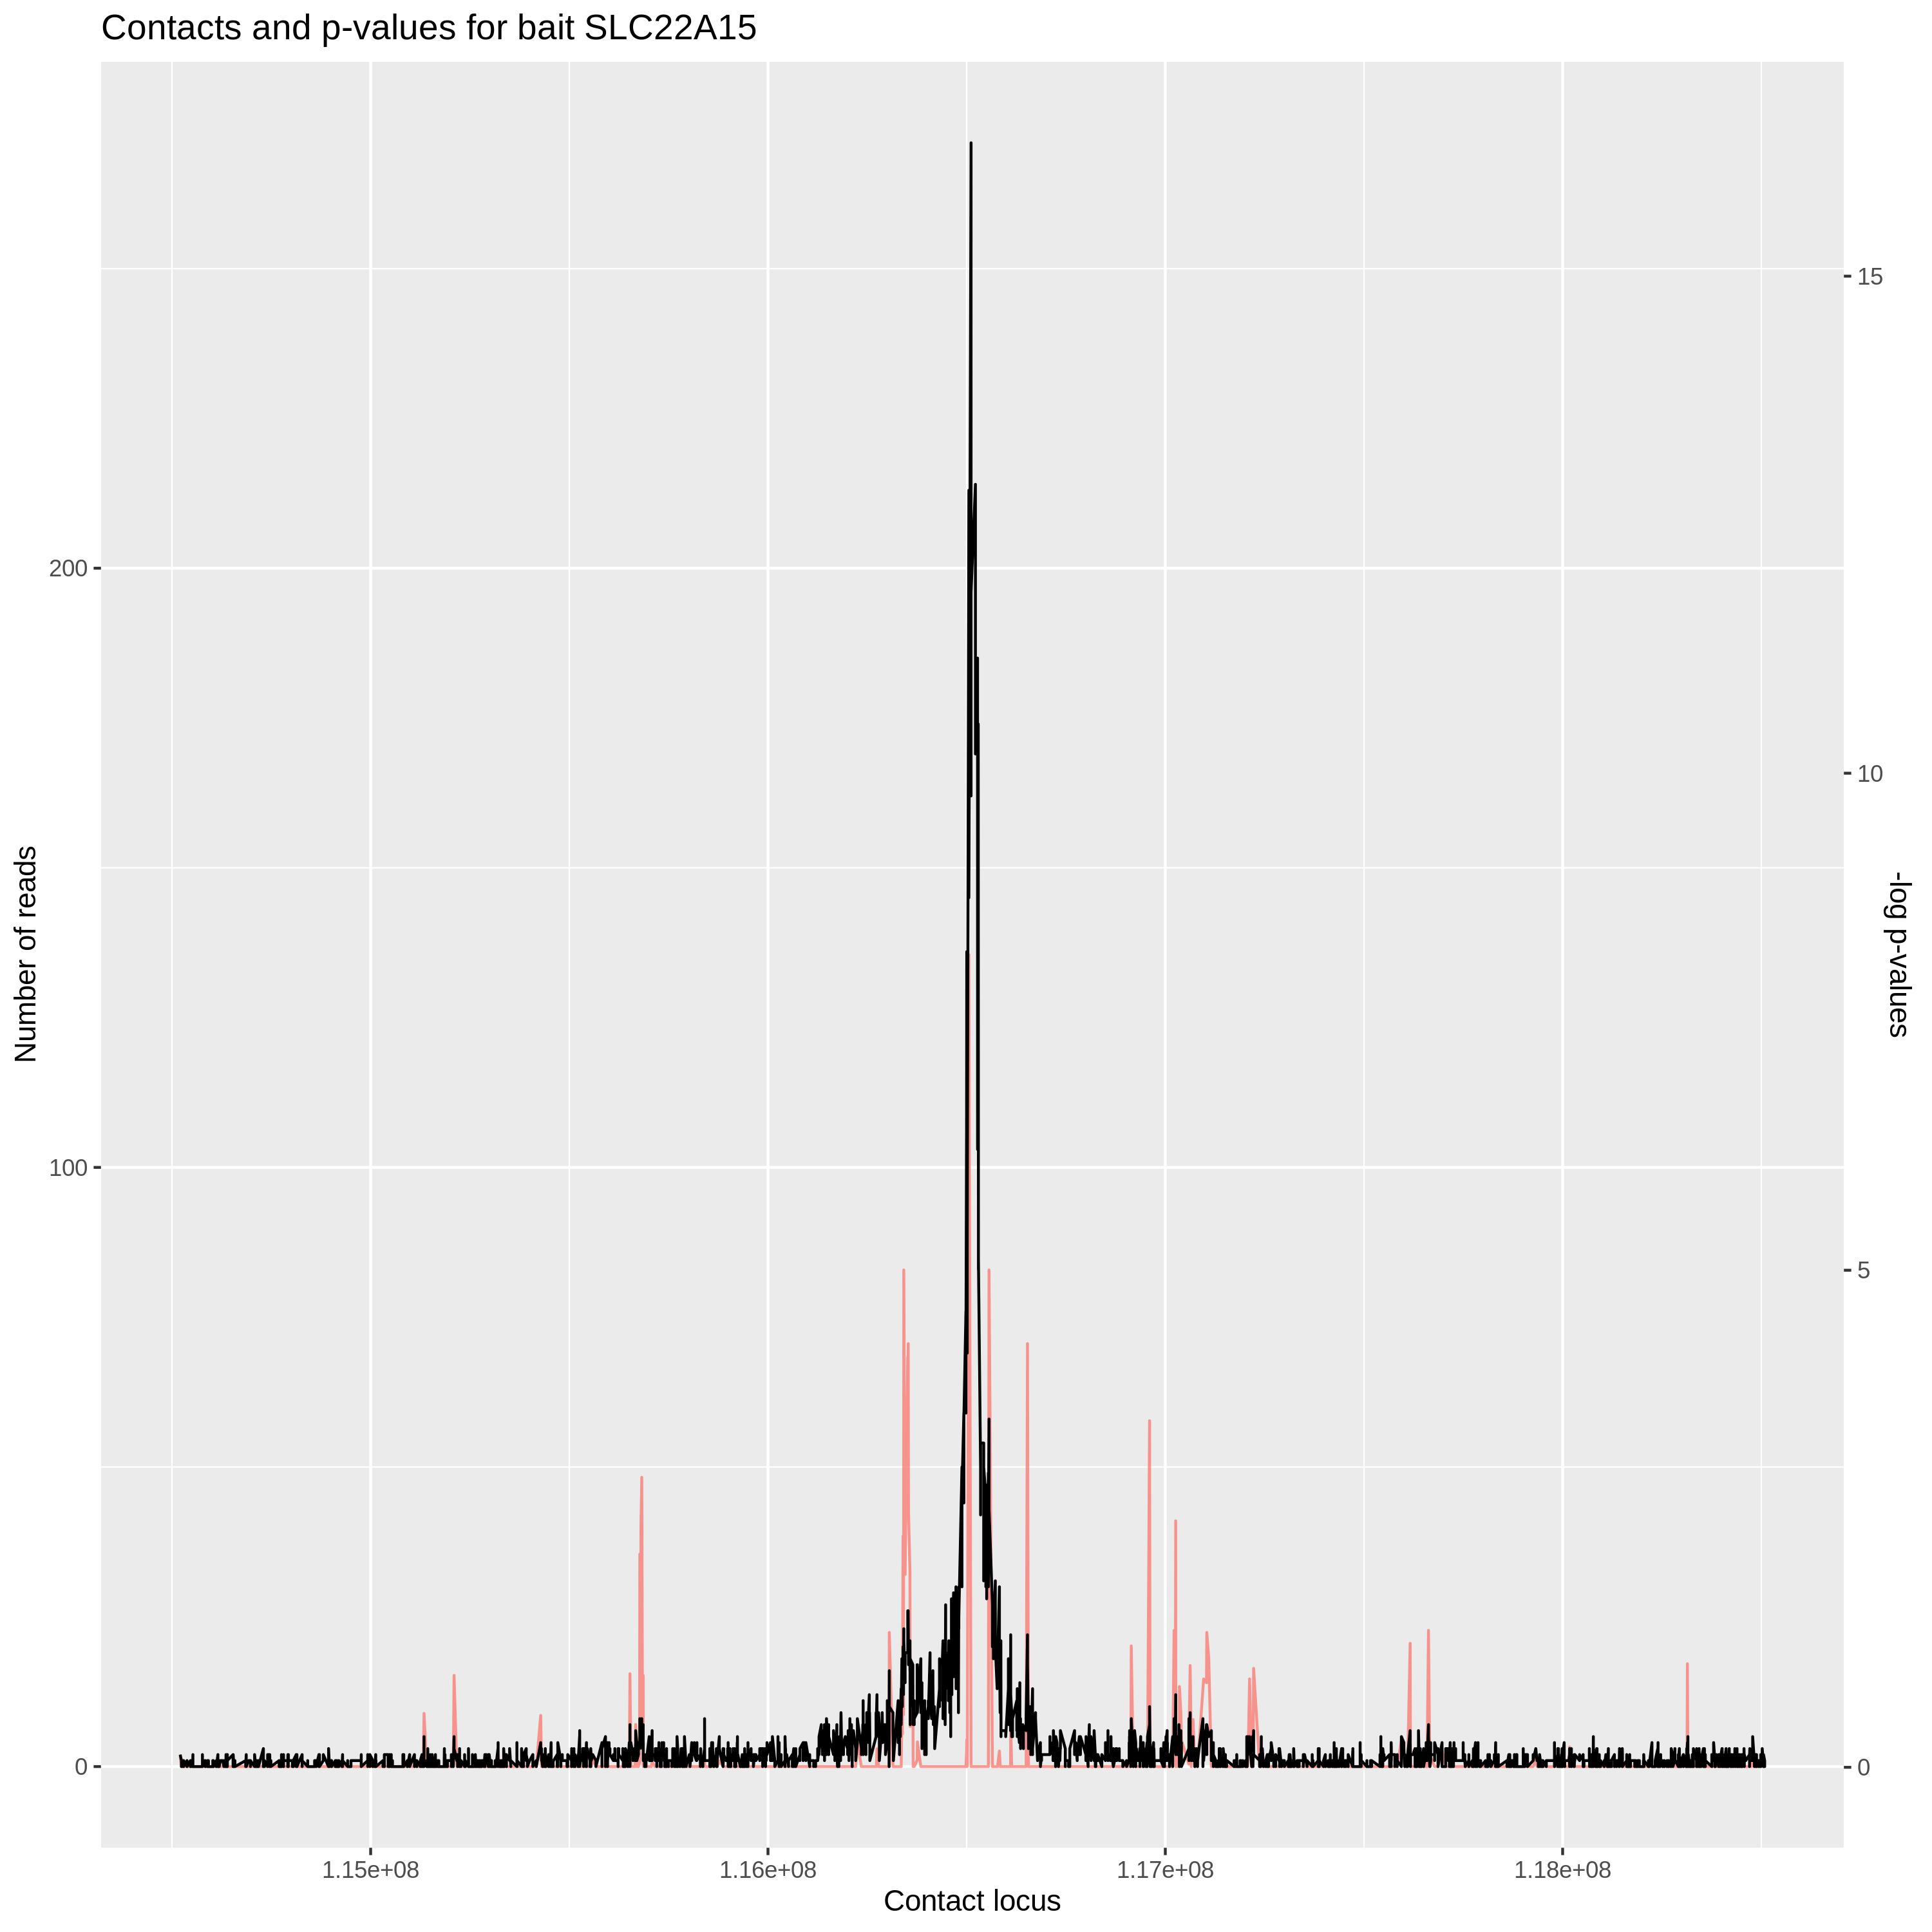 Contacts and p-values for bait SLC22A15
Number of reads
200
100
0
15
10
5
0
-log p-values
1.15e+08
1.16e+08
1.17e+08
1.18e+08
Contact locus